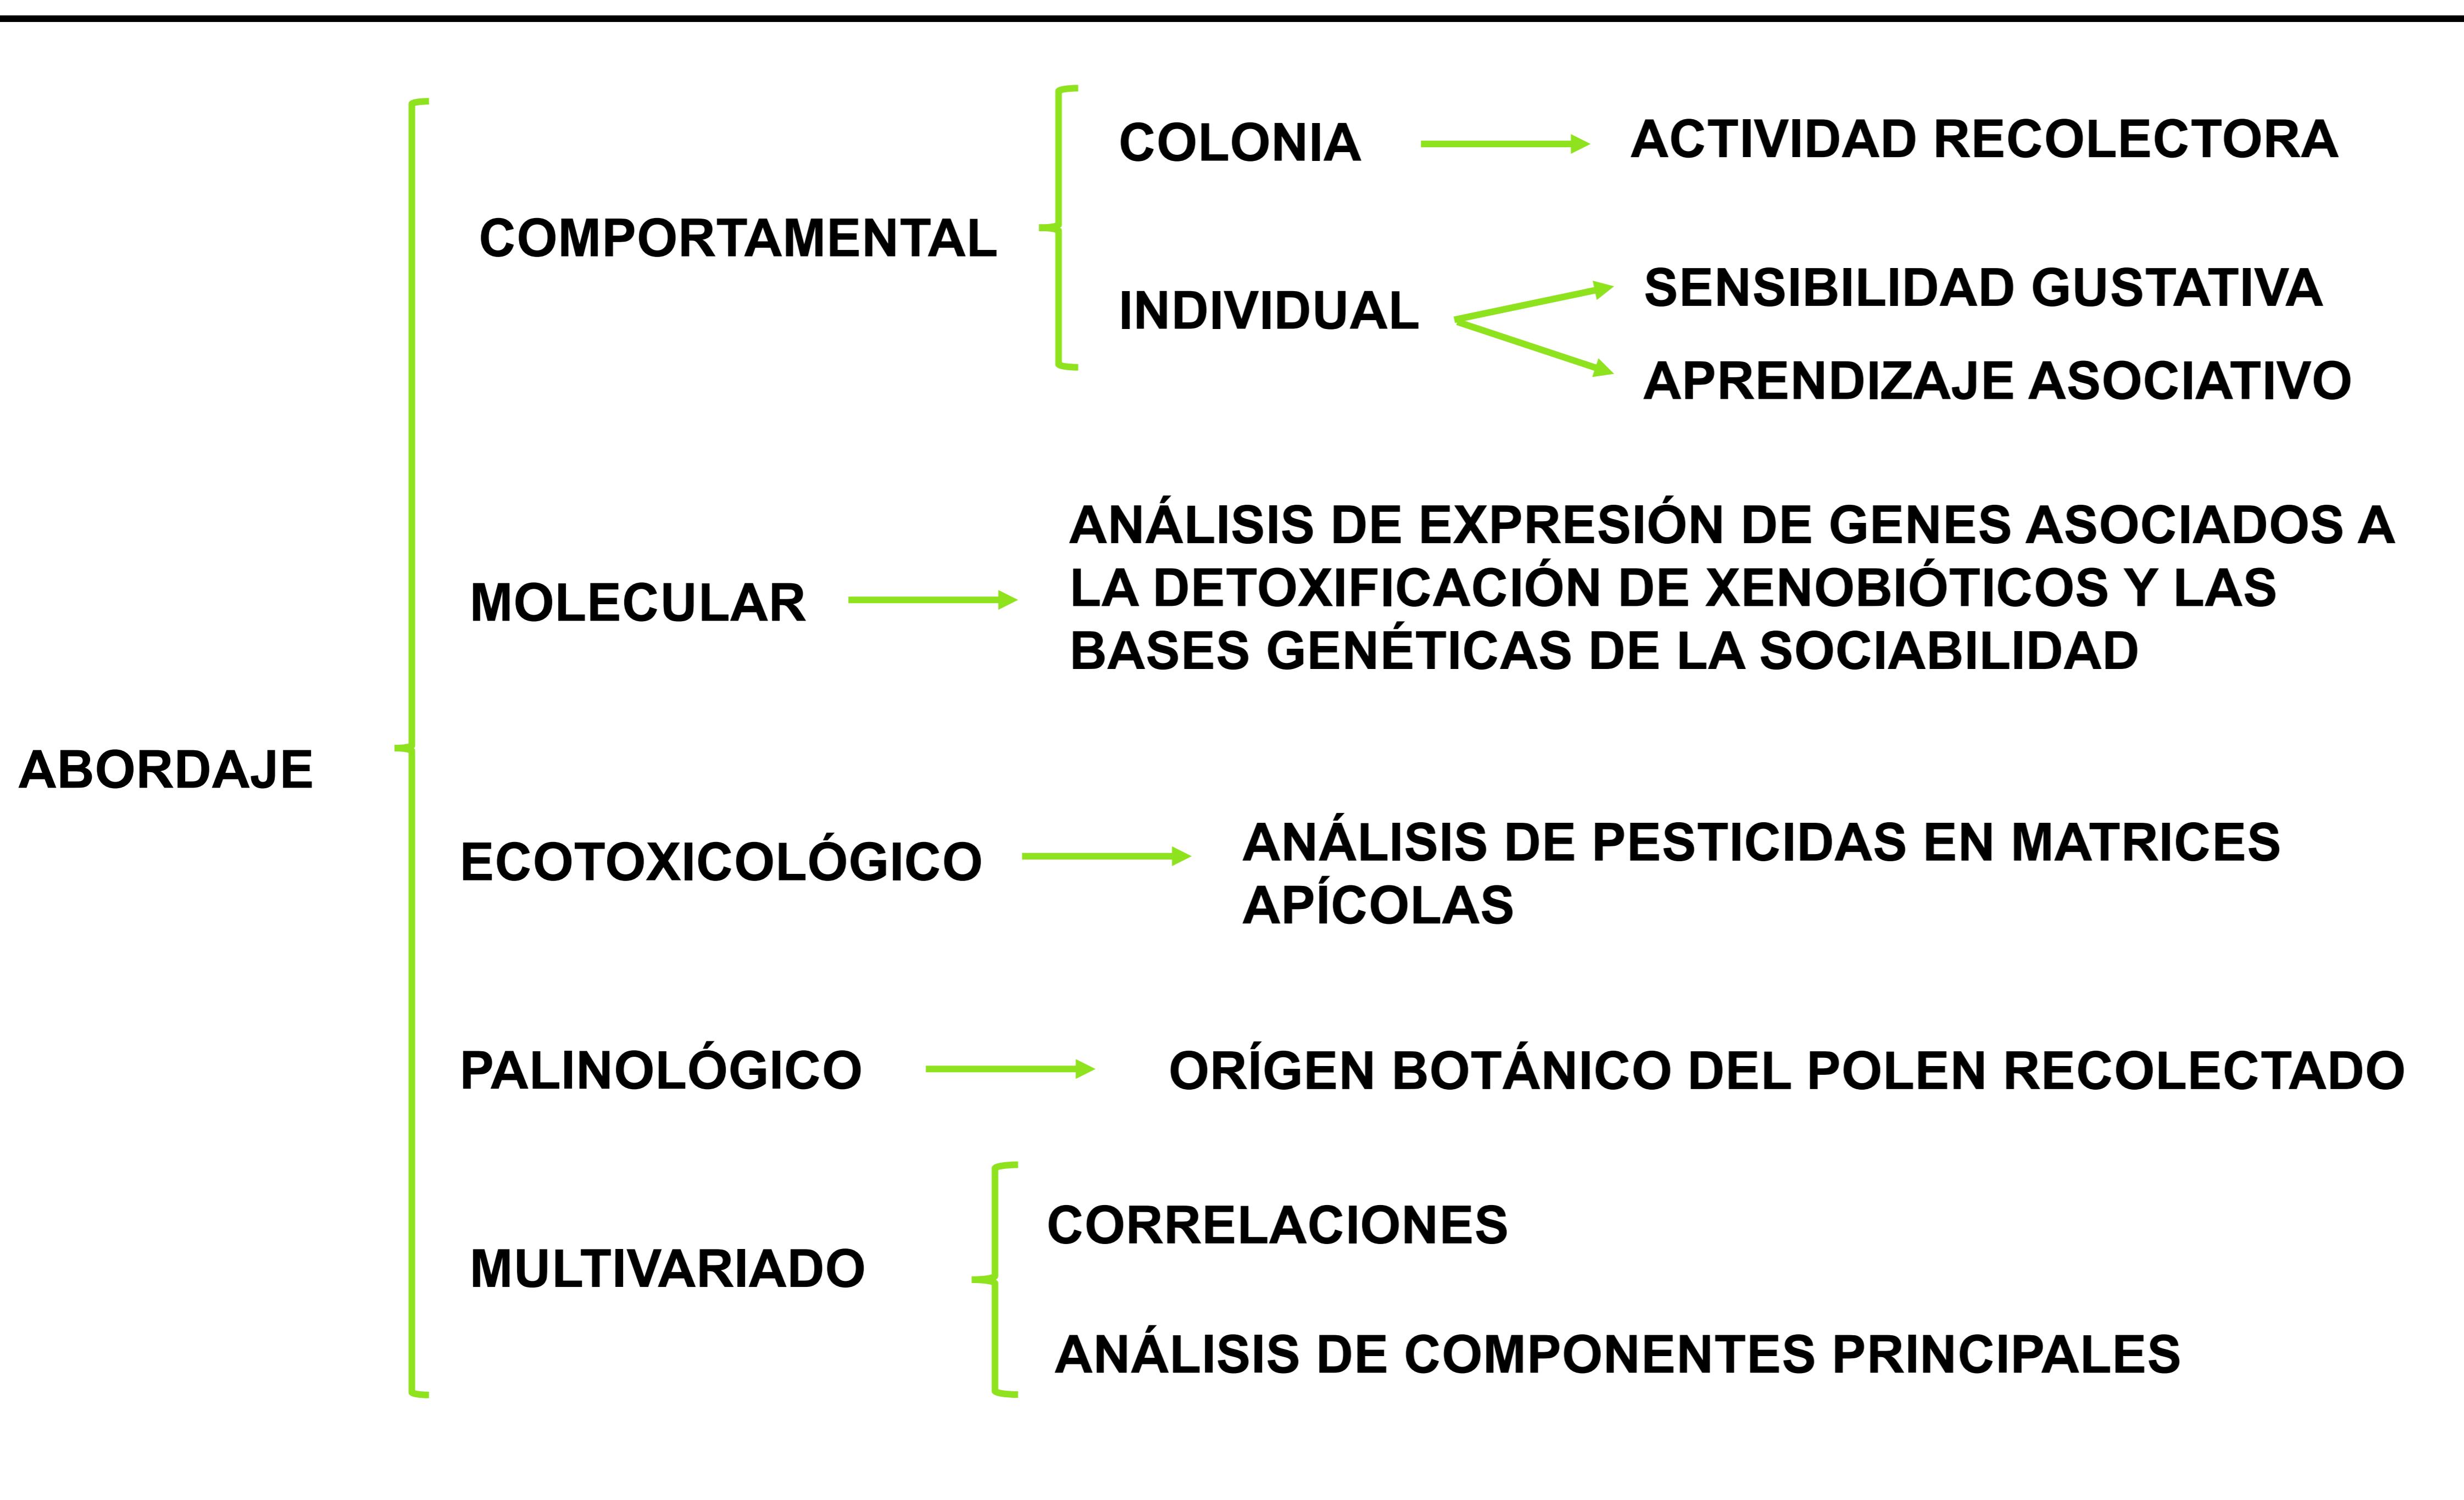 ABORDAJE
COMPORTAMENTAL
COLONIA
ACTIVIDAD RECOLECTORA
INDIVIDUAL
SENSIBILIDAD GUSTATIVA
APRENDIZAJE ASOCIATIVO
MOLECULAR
ANÁLISIS DE EXPRESIÓN DE GENES ASOCIADOS A
LA DETOXIFICACIÓN DE XENOBIÓTICOS Y LAS
BASES GENÉTICAS DE LA SOCIABILIDAD
ECOTOXICOLÓGICO
ANÁLISIS DE PESTICIDAS EN MATRICES
APÍCOLAS
PALINOLÓGICO
ORÍGEN BOTÁNICO DEL POLEN RECOLECTADO
MULTIVARIADO
CORRELACIONES
ANÁLISIS DE COMPONENTES PRINCIPALES